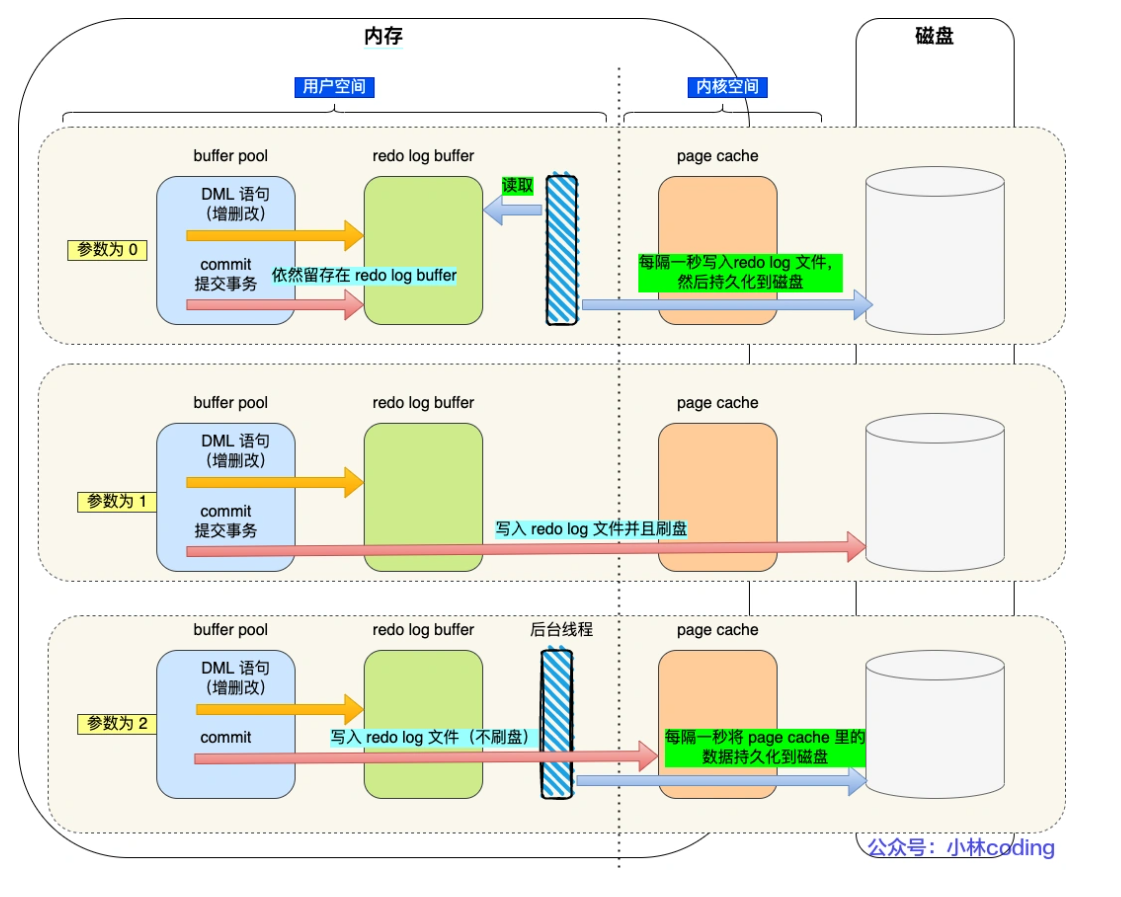 内存
磁盘
用户空间
内核空间
buffer pool
redo log buffer
page cache
DML 语句
（增删改）
读取
参数为 0
commit
提交事务
依然留存在 redo log buffer
每隔一秒写入redo log 文件，
然后持久化到磁盘
buffer pool
redo log buffer
page cache
DML 语句
（增删改）
参数为 1
commit
提交事务
写入 redo log 文件并且刷盘
buffer pool
redo log buffer
后台线程
page cache
DML 语句
（增删改）
参数为 2
commit
写入 redo log 文件（不刷盘）
每隔一秒将 page cache 里的
数据持久化到磁盘
公众号：小林coding